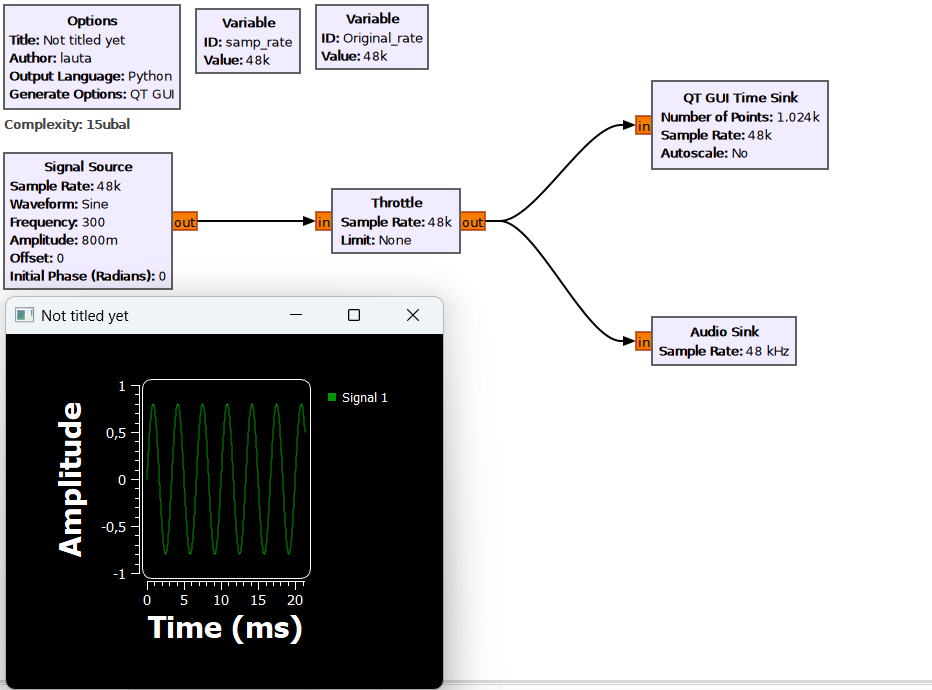 Options
Title: Not titled yet
Author: lauta
Output Language: Python
Generate Options: QT GUI
Variable
ID: samp_rate
Value: 48k
Variable
ID: Original_rate
Value: 48k
Complexity: 15ubal
Signal Source
Sample Rate: 48k
Waveform: Sine
Frequency: 300
Amplitude: 800m
Offset: 0
Initial Phase (Radians): 0
out
in
Throttle
Sample Rate: 48k
Limit: None
out
in
QT GUI Time Sink
Number of Points: 1.024k
Sample Rate: 48k
Autoscale: No
in
Audio Sink
Sample Rate: 48 kHz
Not titled yet
Amplitude
1
0,5
0
-0,5
-1
Signal 1
0 5 10 15 20
Time (ms)